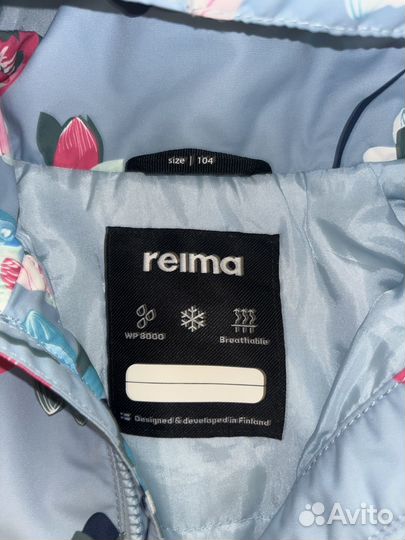 size | 104
reima
WP 8000
Breathable
Designed & developed in Finland
Avito